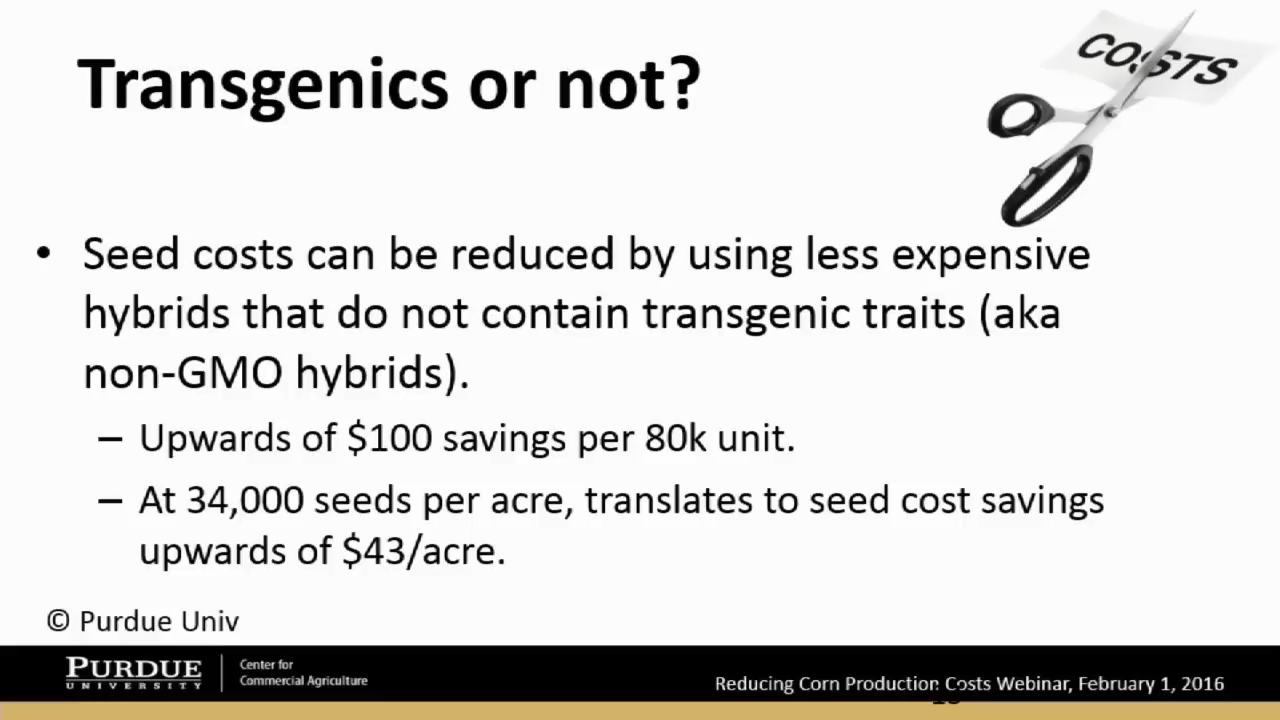 COSTS
Transgenics or not?
• Seed costs can be reduced by using less expensive
hybrids that do not contain transgenic traits (aka
non-GMO hybrids).
– Upwards of $100 savings per 80k unit.
– At 34,000 seeds per acre, translates to seed cost savings
upwards of $43/acre.
© Purdue Univ
PURDUE
UNIVERSITY
Center for
Commercial Agriculture
Reducing Corn Production Costs Webinar, February 1, 2016